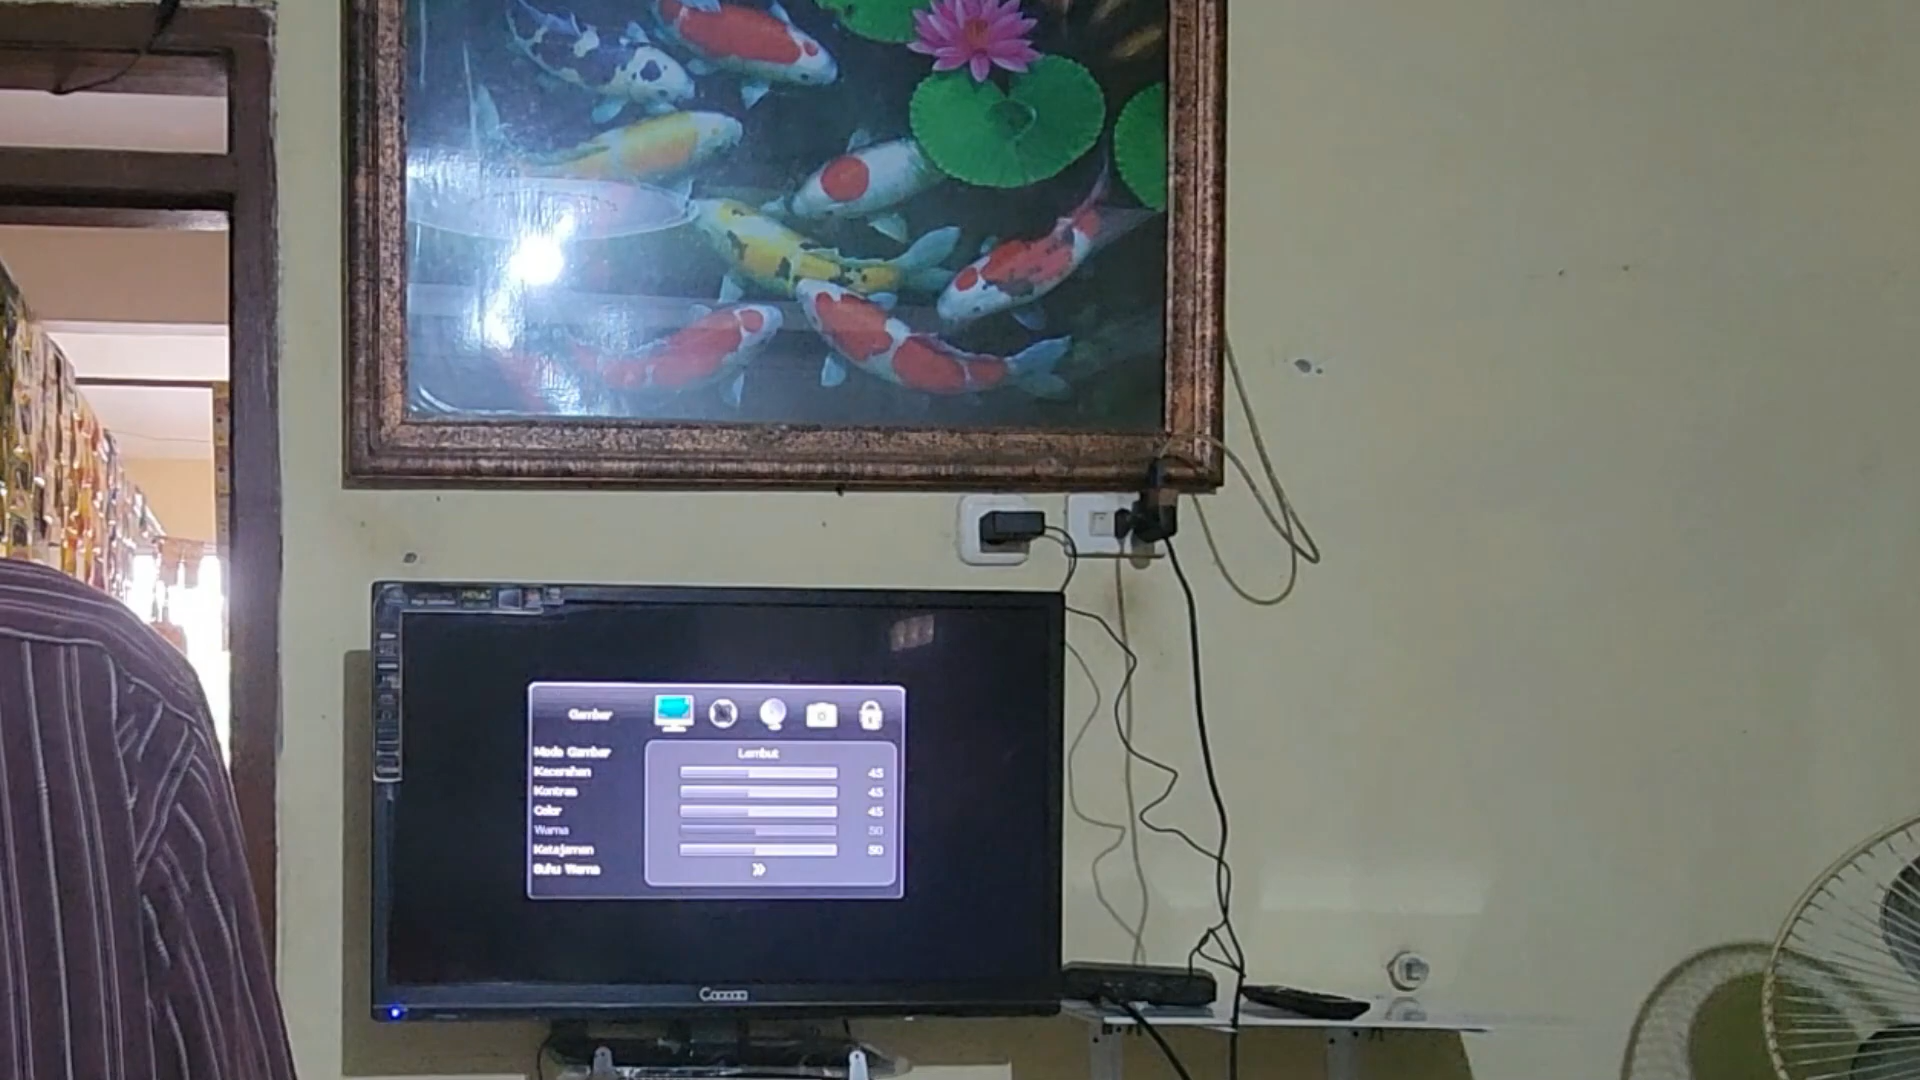 Gambar
Mode Gambar Lembut
Kecerahan 45
Kontras 45
Color 45
Warna 50
Ketajaman 50
Suhu Warna »